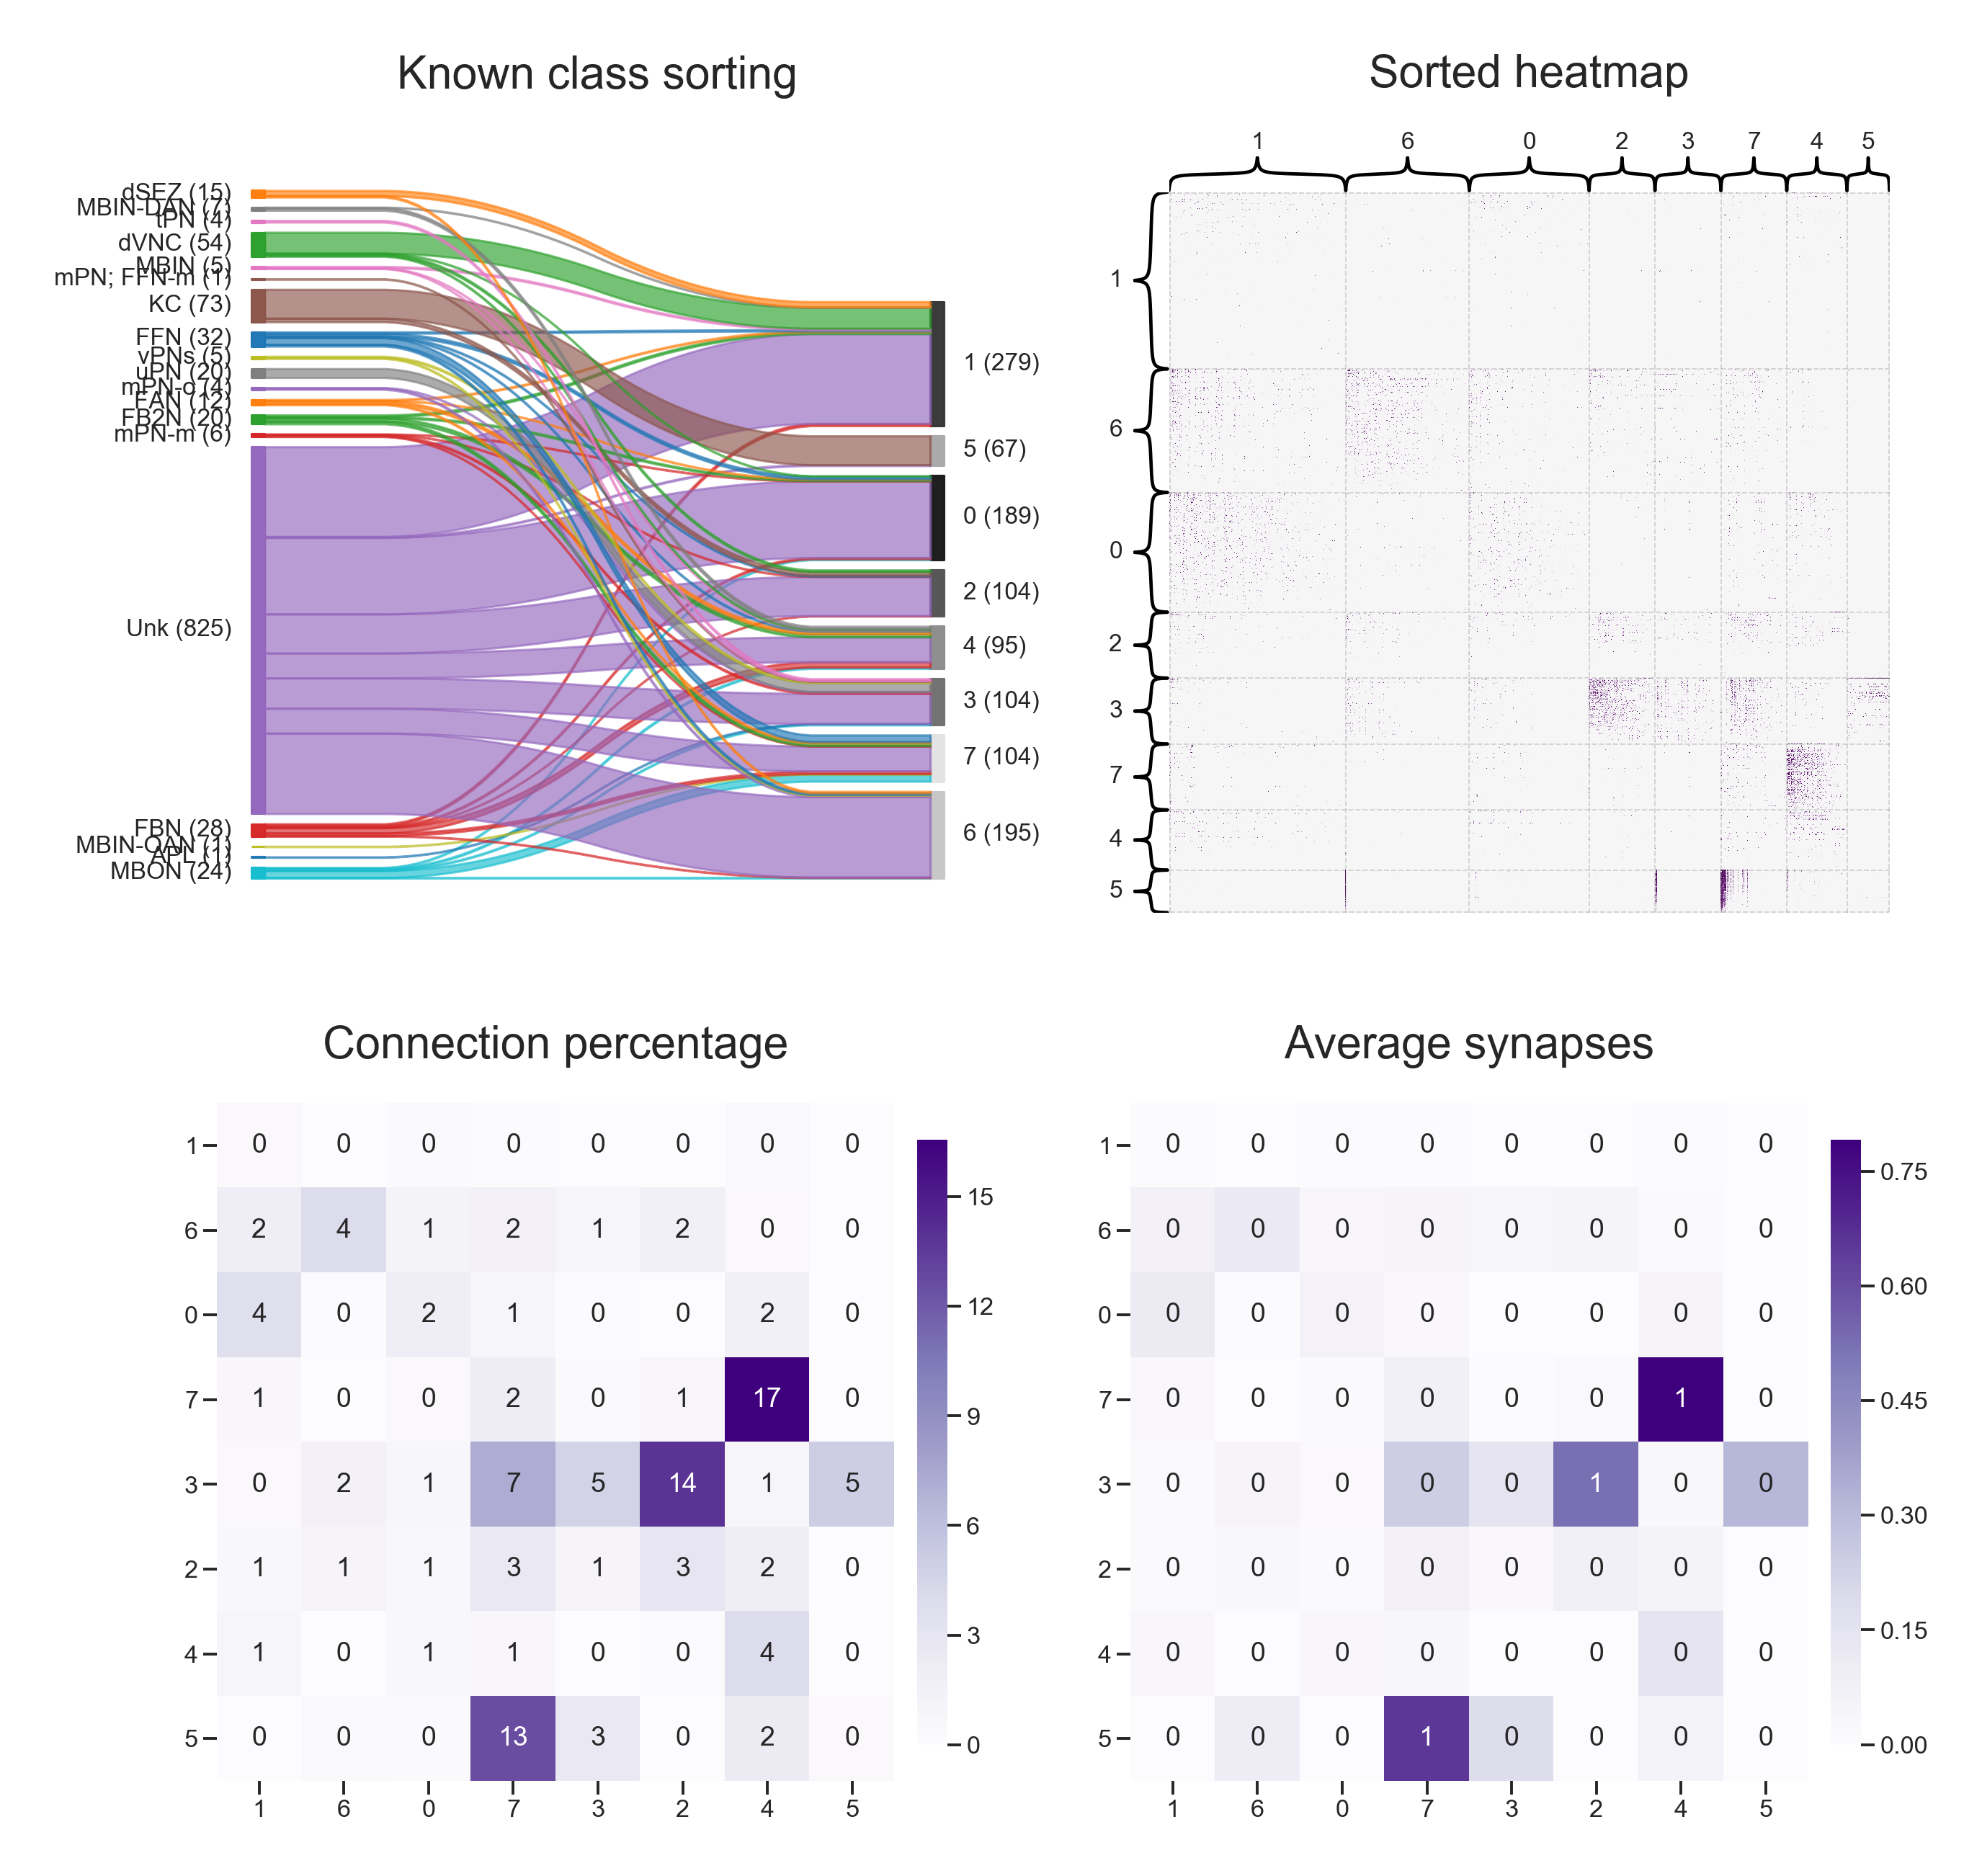 Known class sorting
dSEZ (15)
MBIN-DAN (7)
tPN (4)
dVNC (54)
MBIN (5)
mPN; FFN-m (1)
KC (73)
FFN (32)
vPNs (5)
uPN (20)
mPN-o (4)
FAN (12)
FB2N (20)
mPN-m (6)
Unk (825)
FBN (28)
MBIN-OAN (1)
APL (1)
MBON (24)
1 (279)
5 (67)
0 (189)
2 (104)
4 (95)
3 (104)
7 (104)
6 (195)
Sorted heatmap
1 6 0 2 3 7 4 5
1
6
0
2
3
7
4
5
Connection percentage
1 0 0 0 0 0 0 0 0
6 2 4 1 2 1 2 0 0
0 4 0 2 1 0 0 2 0
7 1 0 0 2 0 1 17 0
3 0 2 1 7 5 14 1 5
2 1 1 1 3 1 3 2 0
4 1 0 1 1 0 0 4 0
5 0 0 0 13 3 0 2 0
1 6 0 7 3 2 4 5
15
12
9
6
3
0
Average synapses
1 0 0 0 0 0 0 0 0
6 0 0 0 0 0 0 0 0
0 0 0 0 0 0 0 0 0
7 0 0 0 0 0 0 1 0
3 0 0 0 0 0 1 0 0
2 0 0 0 0 0 0 0 0
4 0 0 0 0 0 0 0 0
5 0 0 0 1 0 0 0 0
1 6 0 7 3 2 4 5
0.75
0.60
0.45
0.30
0.15
0.00